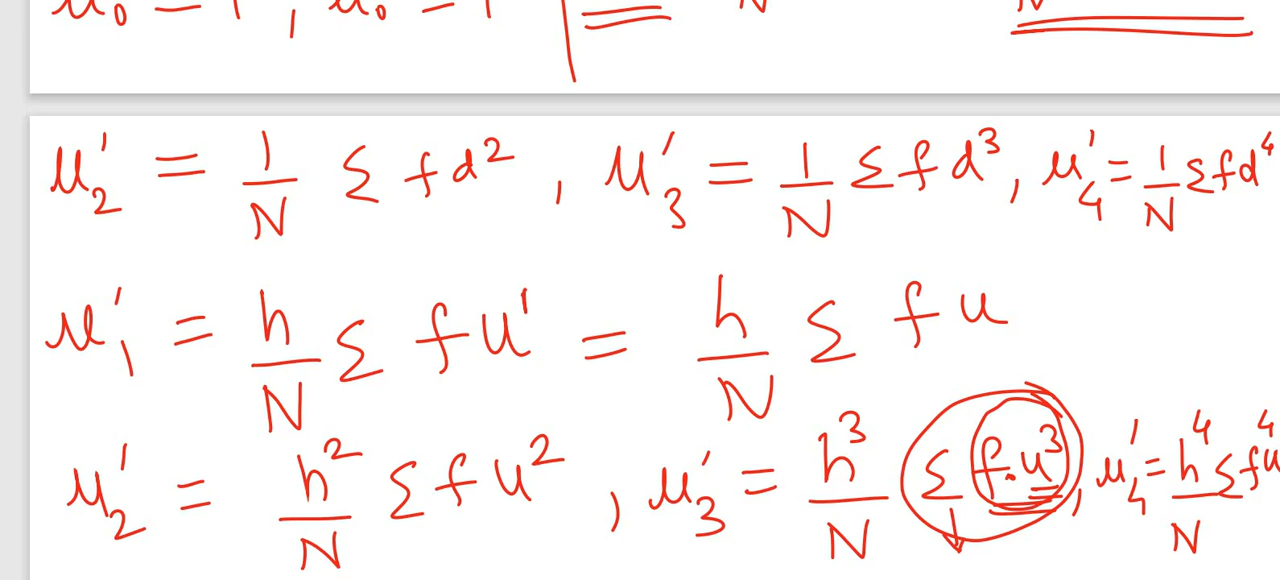 μ₂' = 1/N Σ f d², μ₃' = 1/N Σ f d³, μ₄' = 1/N Σ f d⁴
μ₁' = h/N Σ f u¹ = h/N Σ f u
μ₂' = h²/N Σ f u², μ₃' = h³/N Σ f.u³, μ₄' = h⁴/N Σ f u⁴